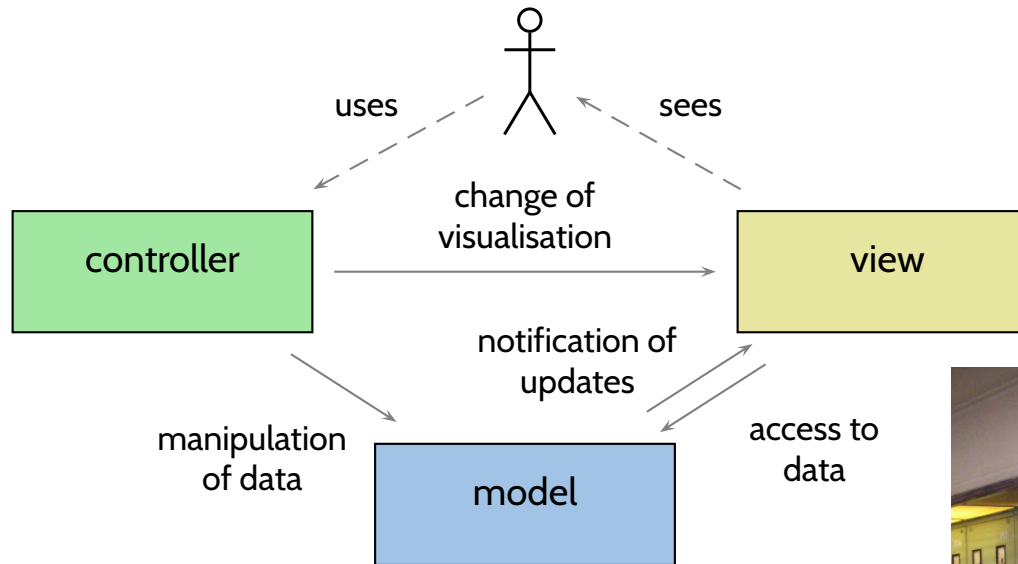 uses
sees
change of
visualisation
controller
view
notification of
updates
manipulation
of data
access to
data
model